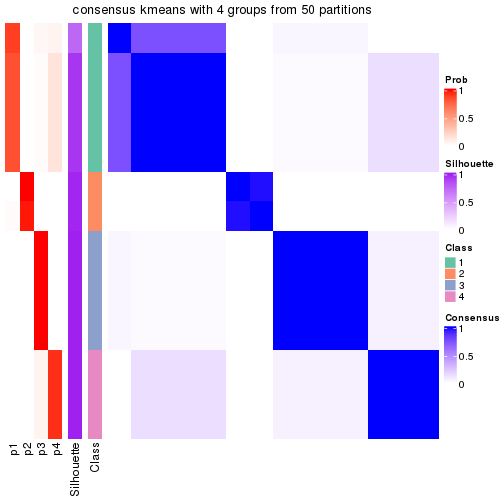 consensus kmeans with 4 groups from 50 partitions
Prob
1
0.5
0
Silhouette
1
0.5
0
Class
1
2
3
4
Consensus
1
0.5
0
p1
p2
p3
p4
Silhouette
Class